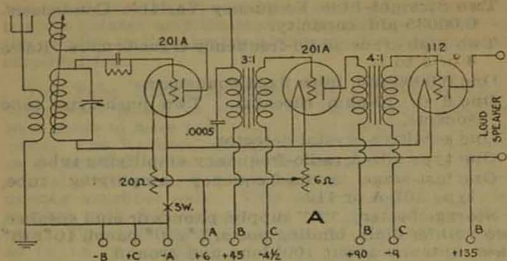 201A
201A
112
3:1
4:1
.0005
LOUD
SPEAKER
20Ω
6Ω
SW.
A
A B C B C B
-B +C -A +6 +45 -4½ +90 -9 +135